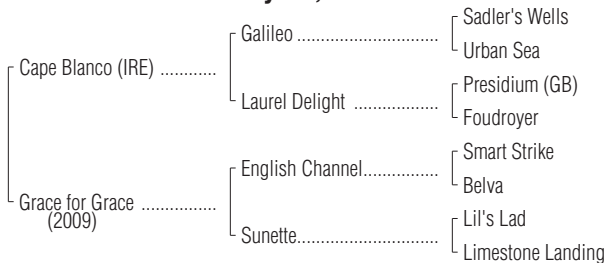 Sadler's Wells
Galileo ................................
Urban Sea
Cape Blanco (IRE) ............
Presidium (GB)
Laurel Delight ...................
Foudroyer
Smart Strike
English Channel.................
Belva
Grace for Grace .................
(2009)
Lil's Lad
Sunette................................
Limestone Landing